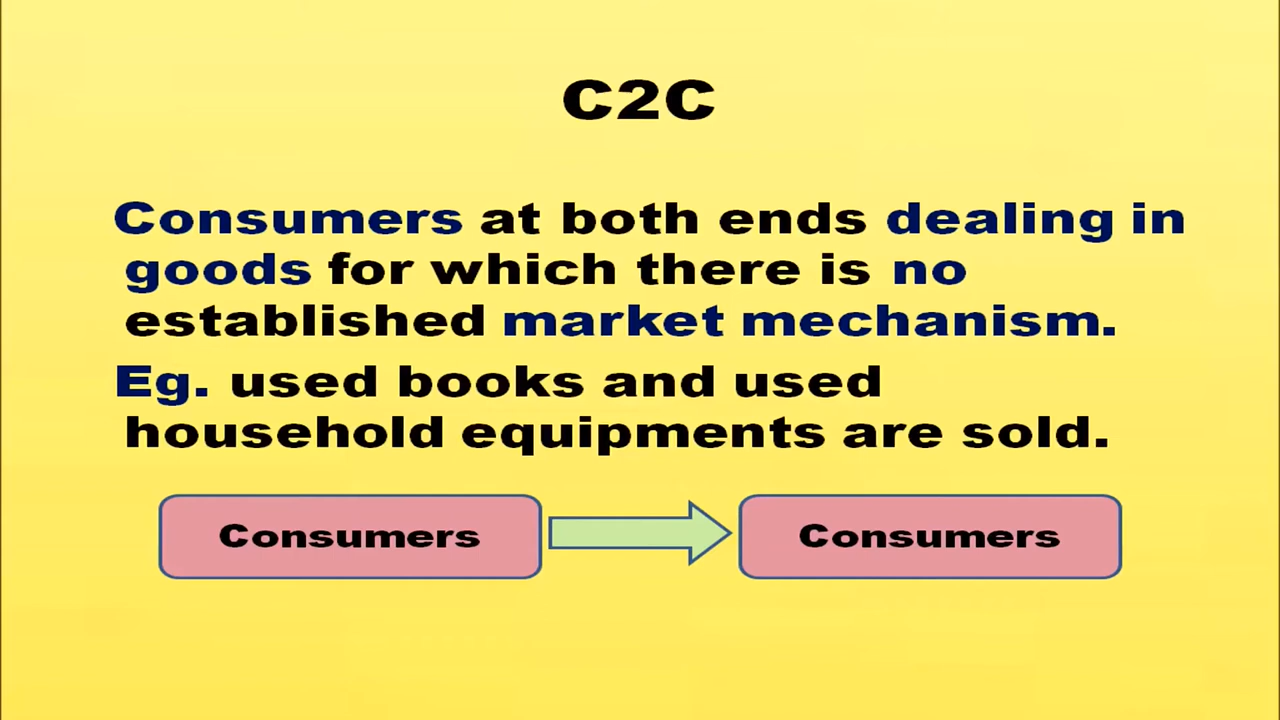 C2C
Consumers at both ends dealing in
goods for which there is no
established market mechanism.
Eg. used books and used
household equipments are sold.
Consumers
Consumers